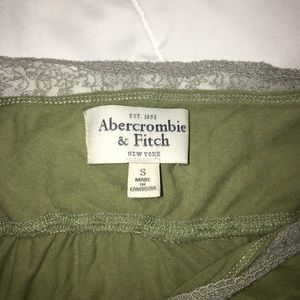 EST. 1892
Abercrombie
& Fitch
NEW YORK
S
MADE
IN
CAMBODIA